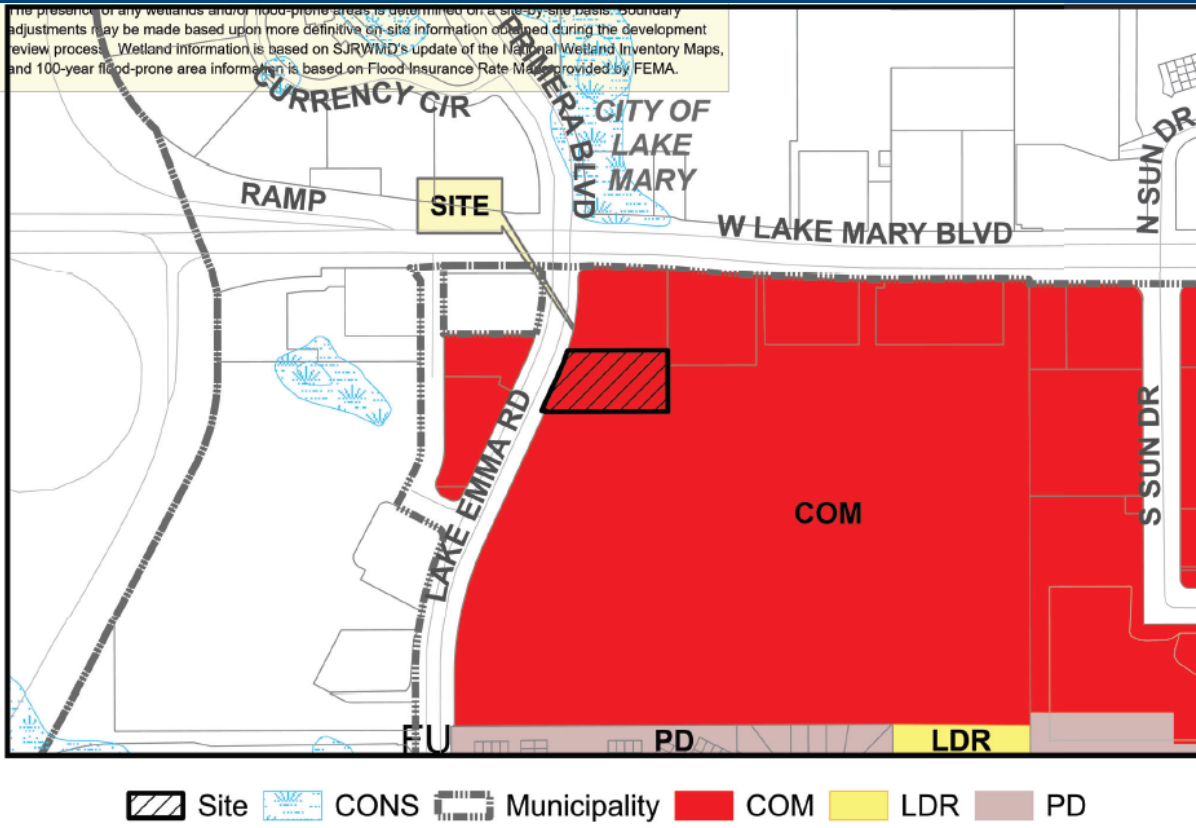 The presence of any wetlands and/or flood-prone areas is determined on a site-by-site basis. Boundary
adjustments may be made based upon more definitive on-site information obtained during the development
review process. Wetland information is based on SJRWMD's update of the National Wetland Inventory Maps,
and 100-year flood-prone area information is based on Flood Insurance Rate Maps provided by FEMA.
CURRENCY CIR
PRIMERA BLVD
CITY OF
LAKE
MARY
N SUN DR
RAMP
SITE
W LAKE MARY BLVD
LAKE EMMA RD
S SUN DR
COM
FU
PD
LDR
Site
CONS
Municipality
COM
LDR
PD